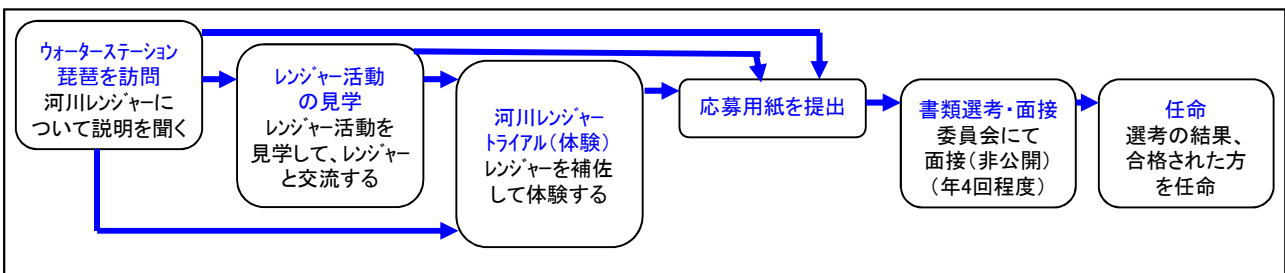 ｳｫｰﾀｰｽﾃｰｼｮﾝ
琵琶を訪問
河川レンジャーに
ついて説明を聞く
ﾚﾝｼﾞｬｰ活動
の見学
ﾚﾝｼﾞｬｰ活動を
見学して、ﾚﾝｼﾞｬｰ
と交流する
河川ﾚﾝｼﾞｬｰ
ﾄﾗｲｱﾙ（体験）
ﾚﾝｼﾞｬｰを補佐
して体験する
応募用紙を提出
書類選考・面接
委員会にて
面接（非公開）
（年4回程度）
任命
選考の結果、
合格された方
を任命